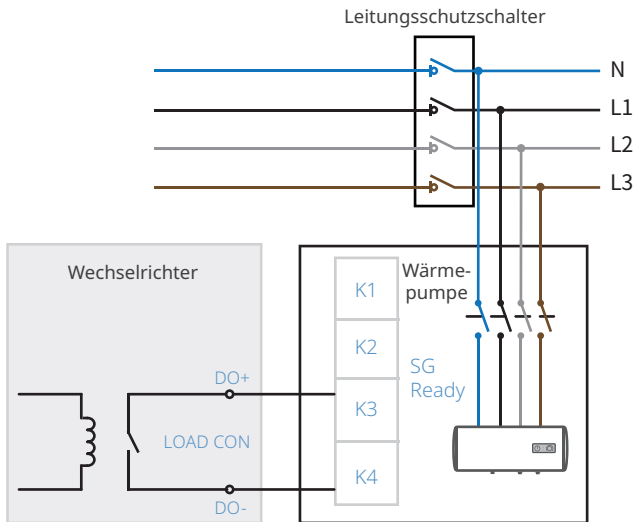 Leitungsschutzschalter
N
L1
L2
L3
Wechselrichter
Wärme-
pumpe
K1
K2
SG
Ready
DO+
K3
LOAD CON
K4
DO-